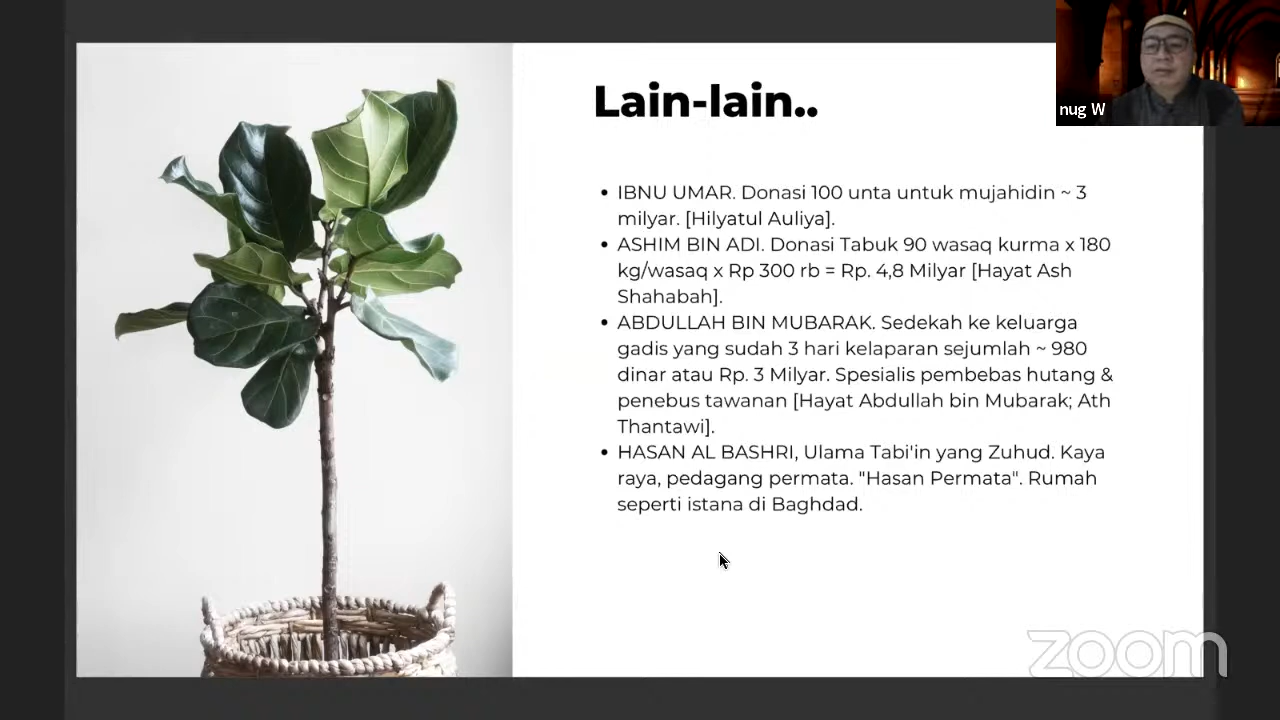 Lain-lain..
nug W
• IBNU UMAR. Donasi 100 unta untuk mujahidin ~ 3
milyar. [Hilyatul Auliya].
• ASHIM BIN ADI. Donasi Tabuk 90 wasaq kurma x 180
kg/wasaq x Rp 300 rb = Rp. 4,8 Milyar [Hayat Ash
Shahabah].
• ABDULLAH BIN MUBARAK. Sedekah ke keluarga
gadis yang sudah 3 hari kelaparan sejumlah ~ 980
dinar atau Rp. 3 Milyar. Spesialis pembebas hutang &
penebus tawanan [Hayat Abdullah bin Mubarak; Ath
Thantawi].
• HASAN AL BASHRI, Ulama Tabi'in yang Zuhud. Kaya
raya, pedagang permata. "Hasan Permata". Rumah
seperti istana di Baghdad.
zoom